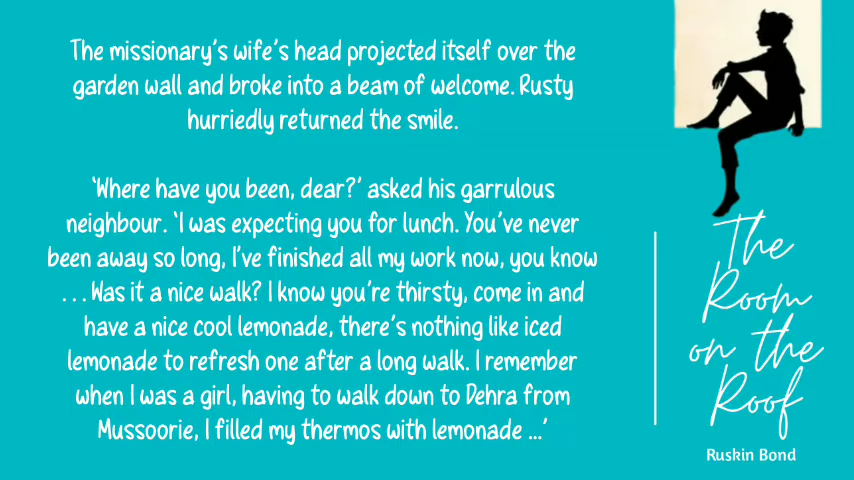 The missionary's wife's head projected itself over the
garden wall and broke into a beam of welcome. Rusty
hurriedly returned the smile.
‘Where have you been, dear?’ asked his garrulous
neighbour. ‘I was expecting you for lunch. You've never
been away so long, I've finished all my work now, you know
. . . Was it a nice walk? I know you're thirsty, come in and
have a nice cool lemonade, there's nothing like iced
lemonade to refresh one after a long walk. I remember
when I was a girl, having to walk down to Dehra from
Mussoorie, I filled my thermos with lemonade ...’
The
Room
on the
Roof
Ruskin Bond